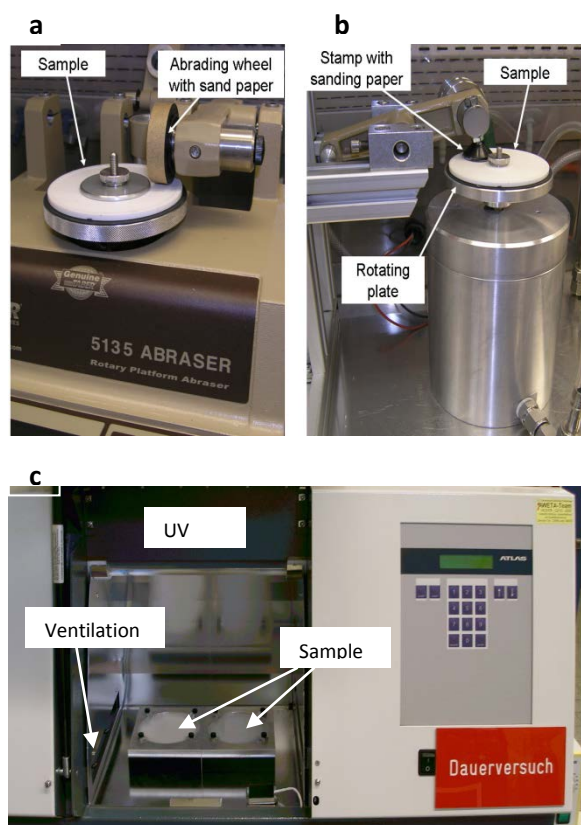 a
Sample
Abrading wheel
with sand paper
Genuine
5135 ABRASER
Rotary Platform Abraser
b
Stamp with
sanding paper
Sample
Rotating
plate
c
UV
Ventilation
Sample
ATLAS
Dauerversuch